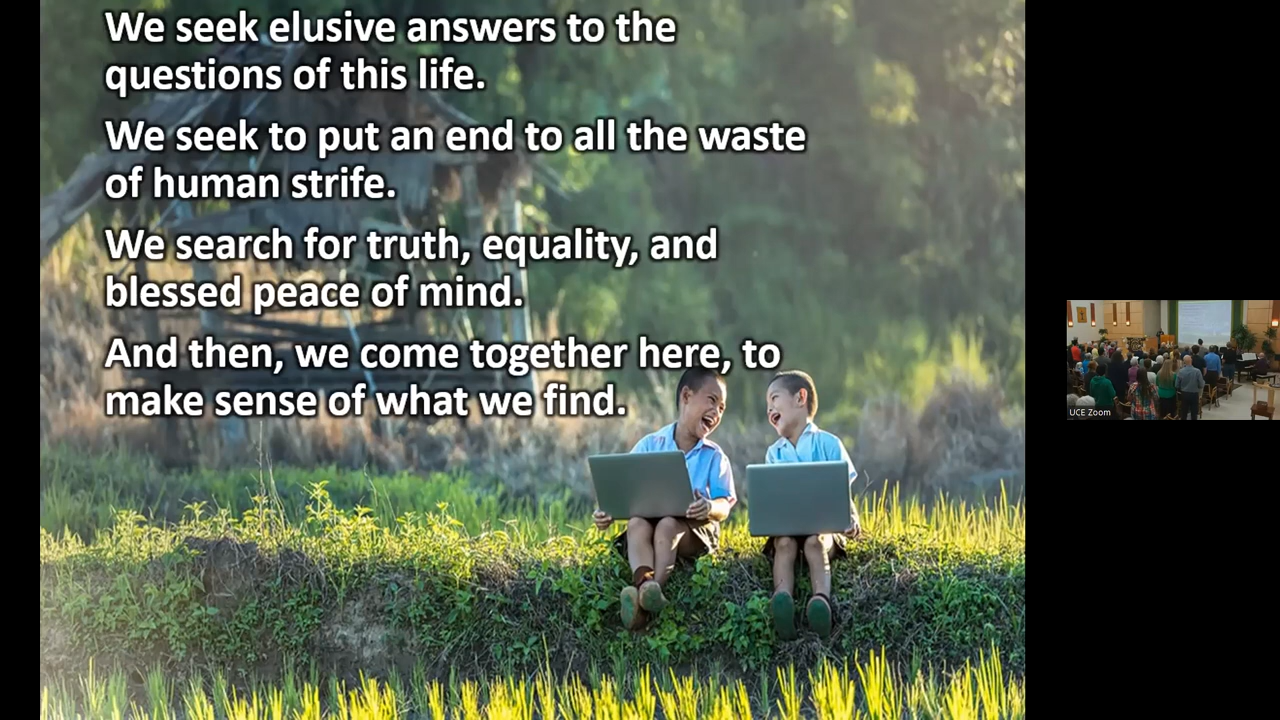 We seek elusive answers to the
questions of this life.
We seek to put an end to all the waste
of human strife.
We search for truth, equality, and
blessed peace of mind.
And then, we come together here, to
make sense of what we find.
UCE Zoom